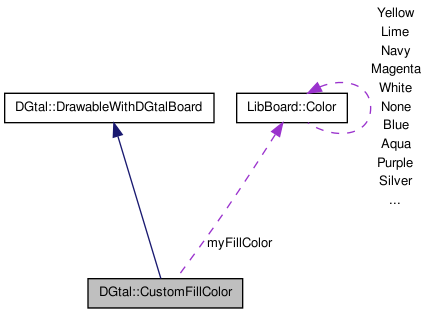 Yellow
Lime
Navy
Magenta
White
None
Blue
Aqua
Purple
Silver
...
DGtal::DrawableWithDGtalBoard
LibBoard::Color
myFillColor
DGtal::CustomFillColor